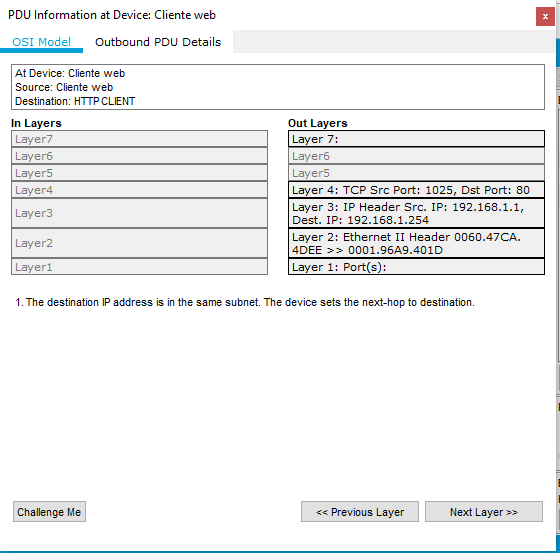 PDU Information at Device: Cliente web
x
OSI Model Outbound PDU Details
At Device: Cliente web
Source: Cliente web
Destination: HTTP CLIENT
In Layers
Layer7
Layer6
Layer5
Layer4
Layer3
Layer2
Layer1
Out Layers
Layer 7:
Layer6
Layer5
Layer 4: TCP Src Port: 1025, Dst Port: 80
Layer 3: IP Header Src. IP: 192.168.1.1,
Dest. IP: 192.168.1.254
Layer 2: Ethernet II Header 0060.47CA.
4DEE >> 0001.96A9.401D
Layer 1: Port(s):
1. The destination IP address is in the same subnet. The device sets the next-hop to destination.
Challenge Me
<< Previous Layer
Next Layer >>